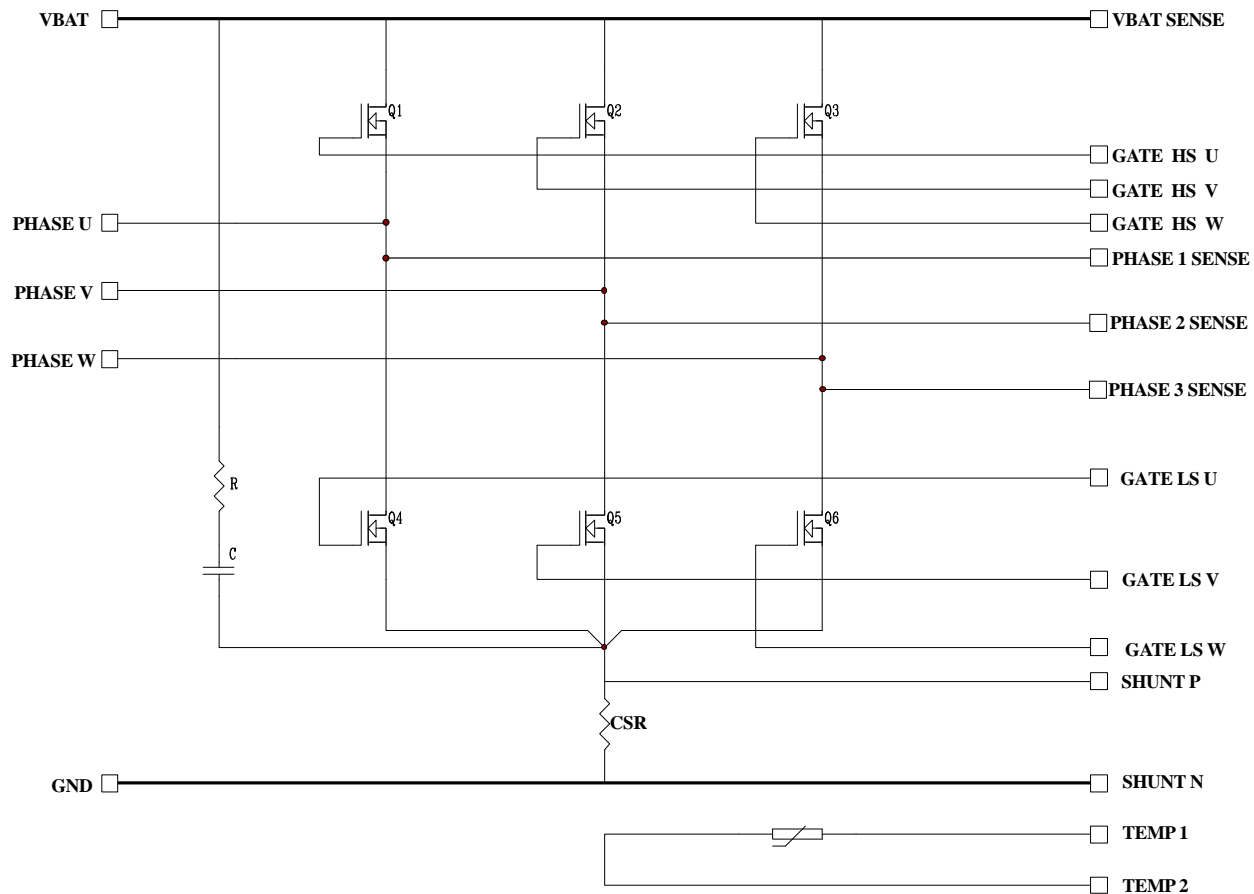 VBAT
VBAT SENSE
Q1
Q2
Q3
GATE HS U
GATE HS V
PHASE U
GATE HS W
PHASE 1 SENSE
PHASE V
PHASE 2 SENSE
PHASE W
PHASE 3 SENSE
R
GATE LS U
Q4
Q5
Q6
C
GATE LS V
GATE LS W
SHUNT P
CSR
GND
SHUNT N
TEMP 1
TEMP 2